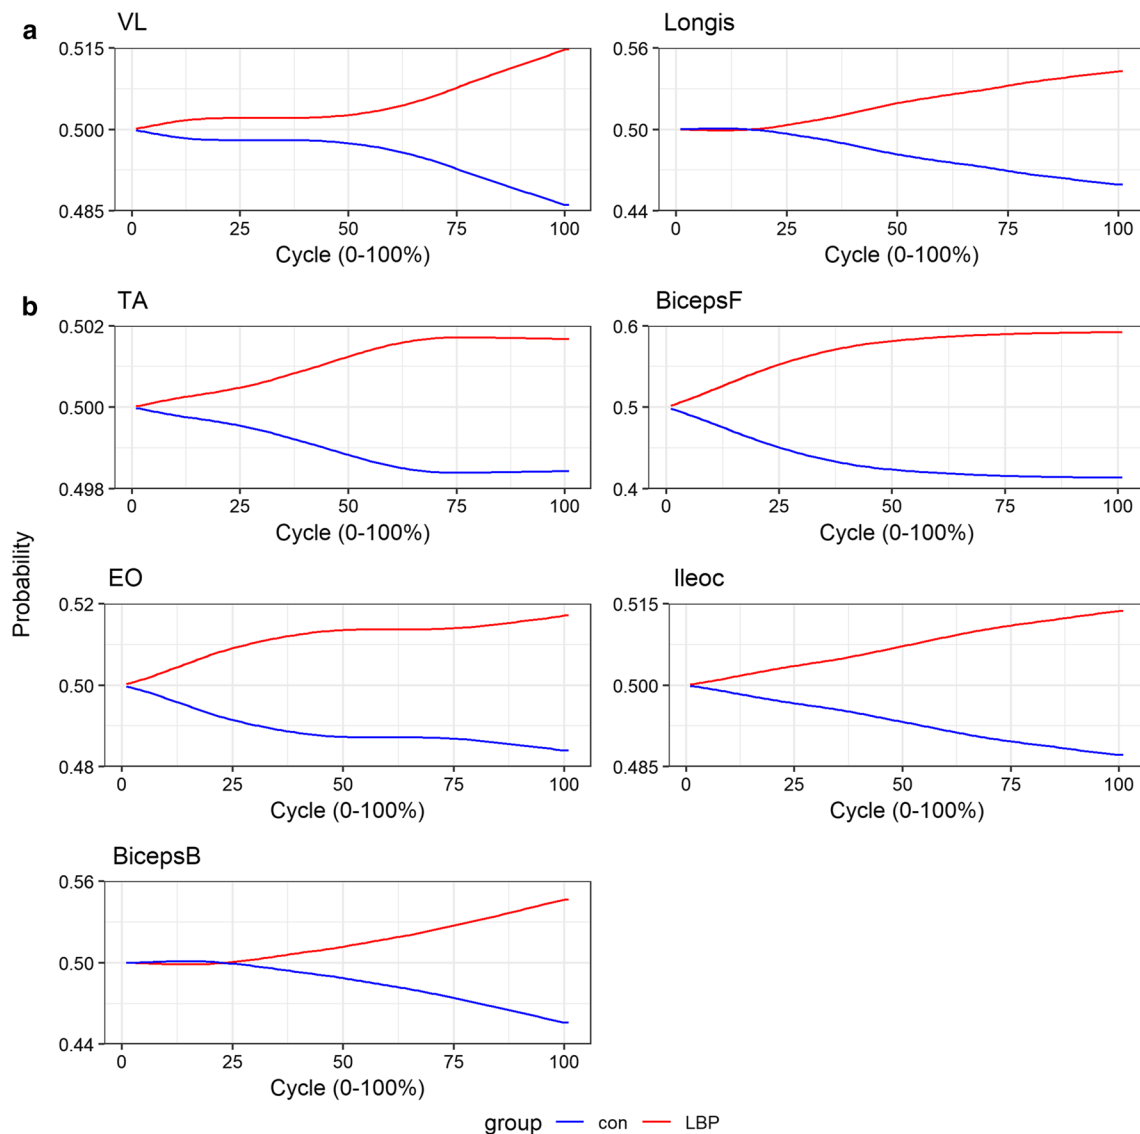 a
VL
0.515
0.500
0.485
0 25 50 75 100
Cycle (0-100%)
Longis
0.56
0.50
0.44
0 25 50 75 100
Cycle (0-100%)
b
TA
0.502
0.500
0.498
0 25 50 75 100
Cycle (0-100%)
BicepsF
0.6
0.5
0.4
0 25 50 75 100
Cycle (0-100%)
Probability
EO
0.52
0.50
0.48
0 25 50 75 100
Cycle (0-100%)
Ileoc
0.515
0.500
0.485
0 25 50 75 100
Cycle (0-100%)
BicepsB
0.56
0.50
0.44
0 25 50 75 100
Cycle (0-100%)
group con LBP